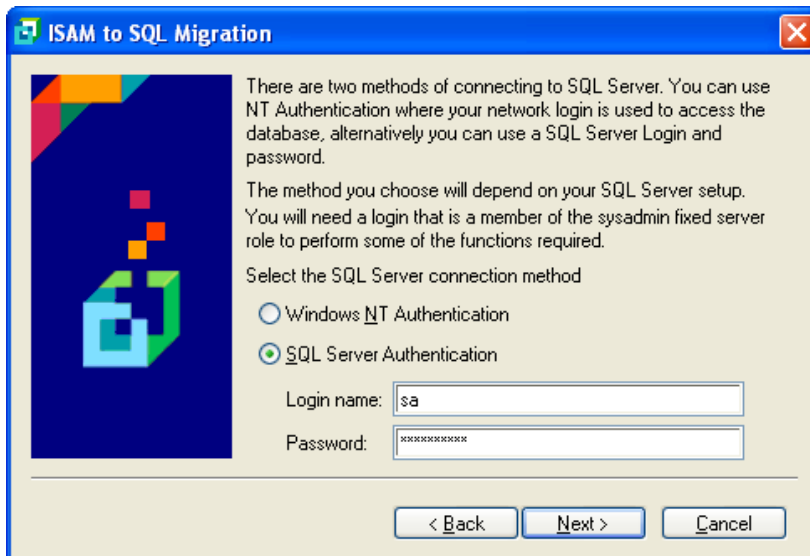 ISAM to SQL Migration
There are two methods of connecting to SQL Server. You can use
NT Authentication where your network login is used to access the
database, alternatively you can use a SQL Server Login and
password.
The method you choose will depend on your SQL Server setup.
You will need a login that is a member of the sysadmin fixed server
role to perform some of the functions required.
Select the SQL Server connection method
Windows NT Authentication
SQL Server Authentication
Login name: sa
Password: **********
< Back Next > Cancel